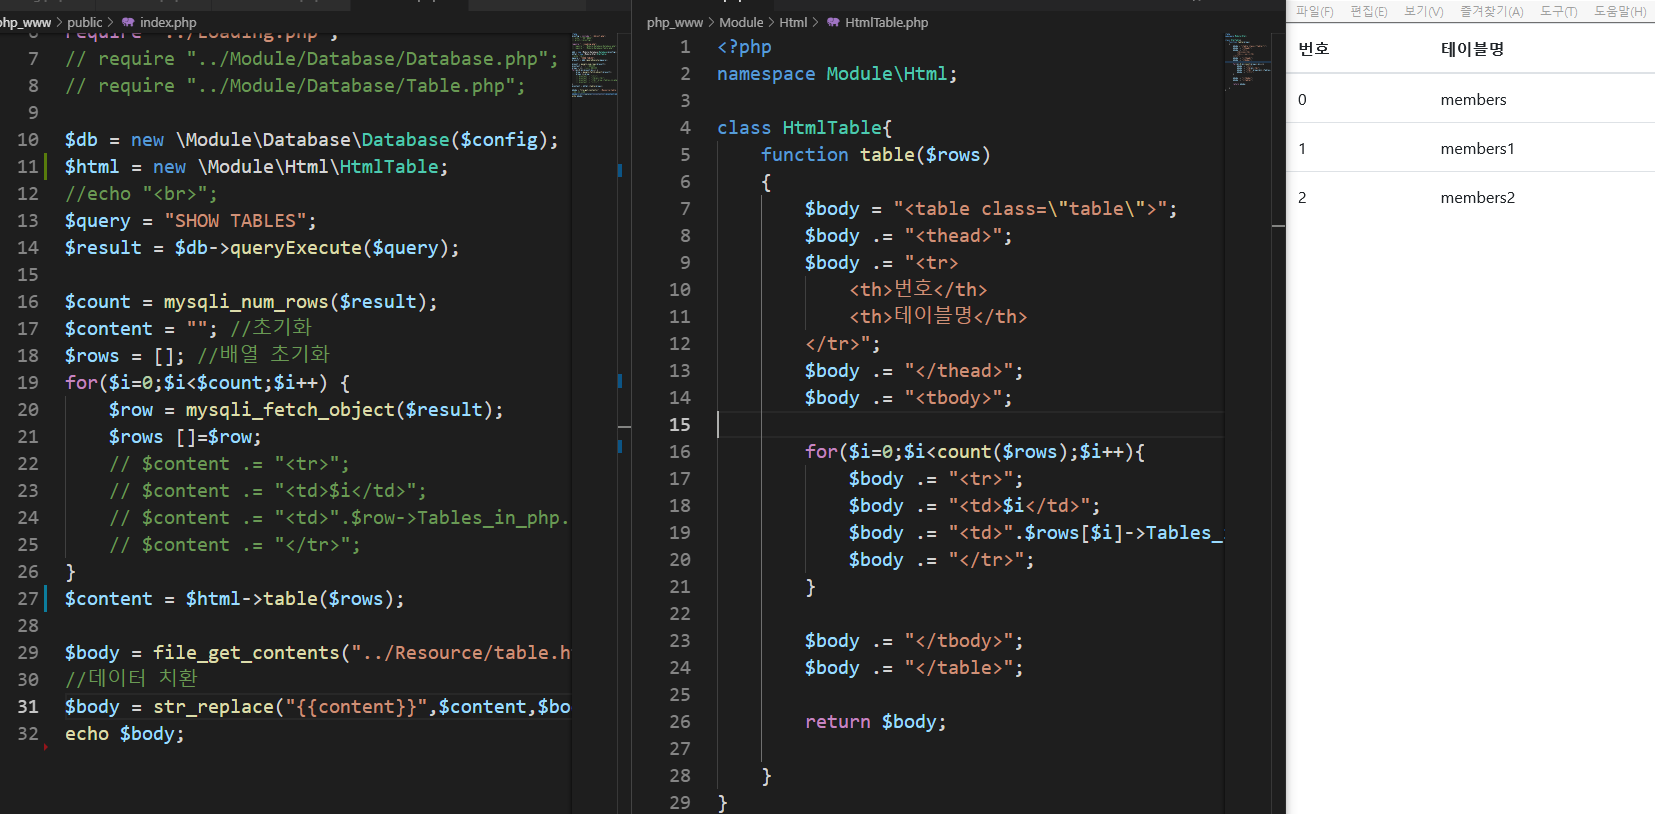 php_www > public > index.php
require "../Loading.php";
7 // require "../Module/Database/Database.php";
8 // require "../Module/Database/Table.php";
9
10 $db = new \Module\Database\Database($config);
11 $html = new \Module\Html\HtmlTable;
12 //echo "<br>";
13 $query = "SHOW TABLES";
14 $result = $db->queryExecute($query);
15
16 $count = mysqli_num_rows($result);
17 $content = ""; //초기화
18 $rows = []; //배열 초기화
19 for($i=0;$i<$count;$i++) {
20 $row = mysqli_fetch_object($result);
21 $rows []=$row;
22 // $content .= "<tr>";
23 // $content .= "<td>$i</td>";
24 // $content .= "<td>".$row->Tables_in_php.
25 // $content .= "</tr>";
26 }
27 $content = $html->table($rows);
28
29 $body = file_get_contents("../Resource/table.h
30 //데이터 치환
31 $body = str_replace("{{content}}",$content,$bo
32 echo $body;
php_www > Module > Html > HtmlTable.php
1 <?php
2 namespace Module\Html;
3
4 class HtmlTable{
5 function table($rows)
6 {
7 $body = "<table class=\"table\">";
8 $body .= "<thead>";
9 $body .= "<tr>
10 <th>번호</th>
11 <th>테이블명</th>
12 </tr>";
13 $body .= "</thead>";
14 $body .= "<tbody>";
15
16 for($i=0;$i<count($rows);$i++){
17 $body .= "<tr>";
18 $body .= "<td>$i</td>";
19 $body .= "<td>".$rows[$i]->Tables_
20 $body .= "</tr>";
21 }
22
23 $body .= "</tbody>";
24 $body .= "</table>";
25
26 return $body;
27
28 }
29 }
파일(F) 편집(E) 보기(V) 즐겨찾기(A) 도구(T) 도움말(H)
번호 테이블명
0 members
1 members1
2 members2